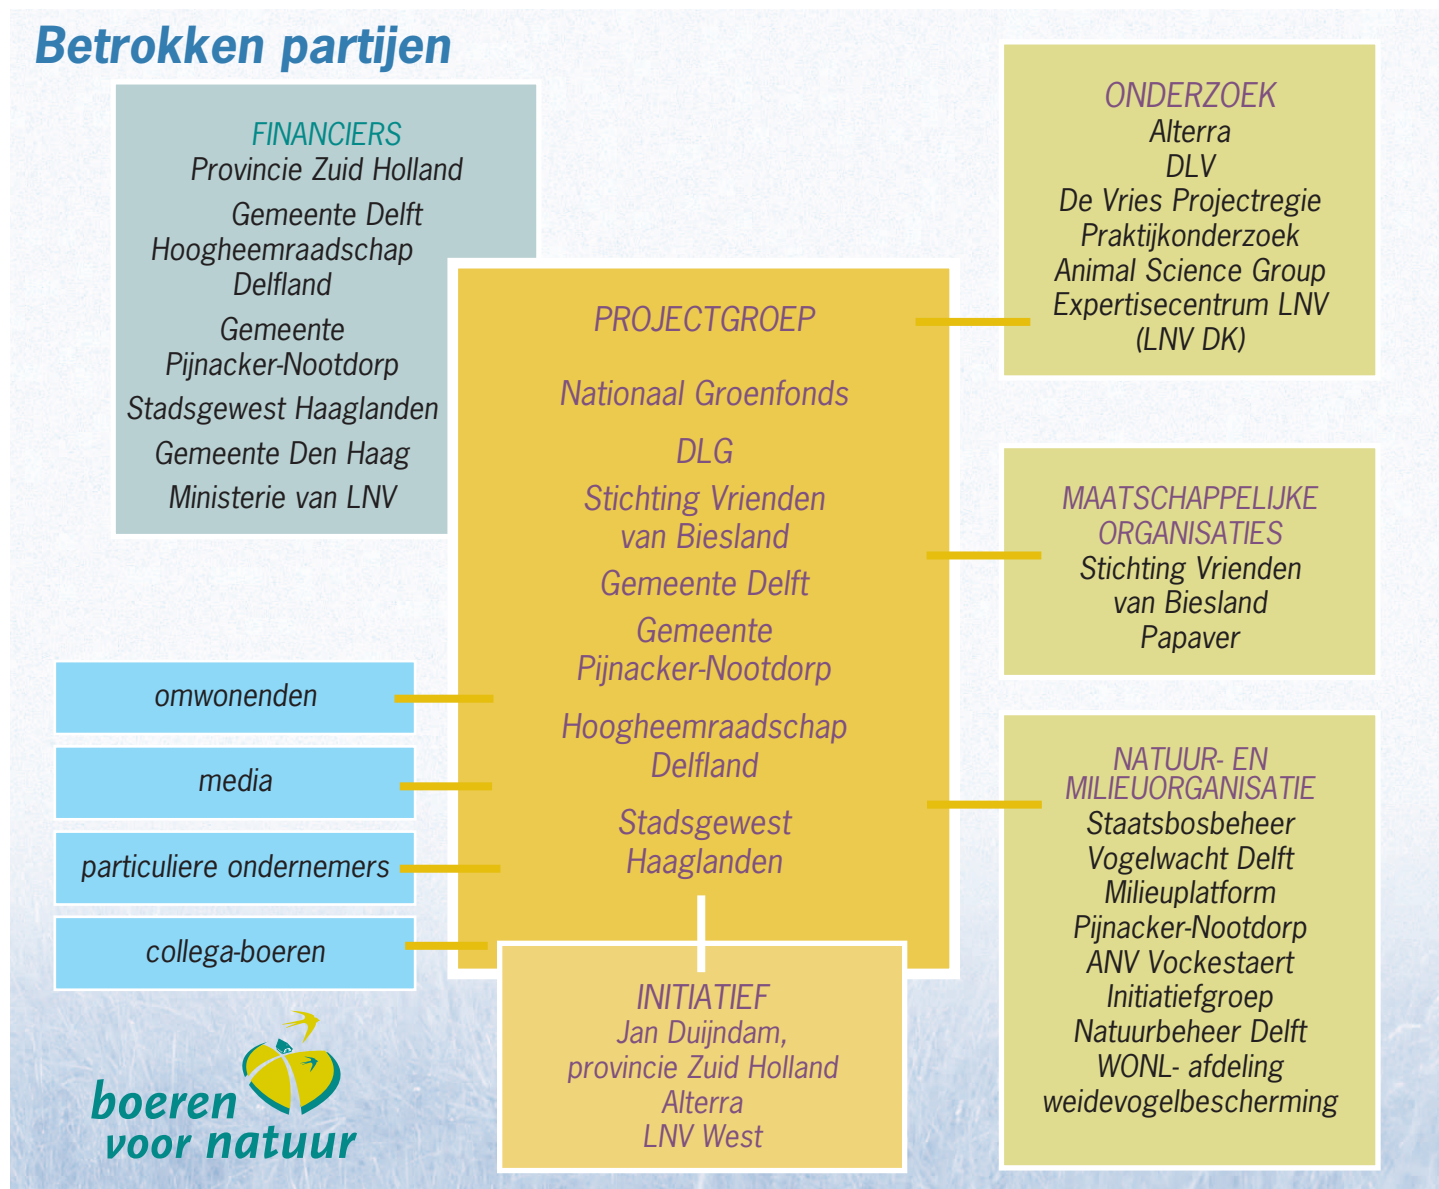 Betrokken partijen
FINANCIERS
Provincie Zuid Holland
Gemeente Delft
Hoogheemraadschap
Delfland
Gemeente
Pijnacker-Nootdorp
Stadsgewest Haaglanden
Gemeente Den Haag
Ministerie van LNV
PROJECTGROEP
Nationaal Groenfonds
DLG
Stichting Vrienden
van Biesland
Gemeente Delft
Gemeente
Pijnacker-Nootdorp
Hoogheemraadschap
Delfland
Stadsgewest
Haaglanden
ONDERZOEK
Alterra
DLV
De Vries Projectregie
Praktijkonderzoek
Animal Science Group
Expertisecentrum LNV
(LNV DK)
MAATSCHAPPELIJKE
ORGANISATIES
Stichting Vrienden
van Biesland
Papaver
NATUUR- EN
MILIEUORGANISATIE
Staatsbosbeheer
Vogelwacht Delft
Milieuplatform
Pijnacker-Nootdorp
ANV Vockestaert
Initiatiefgroep
Natuurbeheer Delft
WONL- afdeling
weidevogelbescherming
omwonenden
media
particuliere ondernemers
collega-boeren
INITIATIEF
Jan Duijndam,
provincie Zuid Holland
Alterra
LNV West
boeren
voor natuur